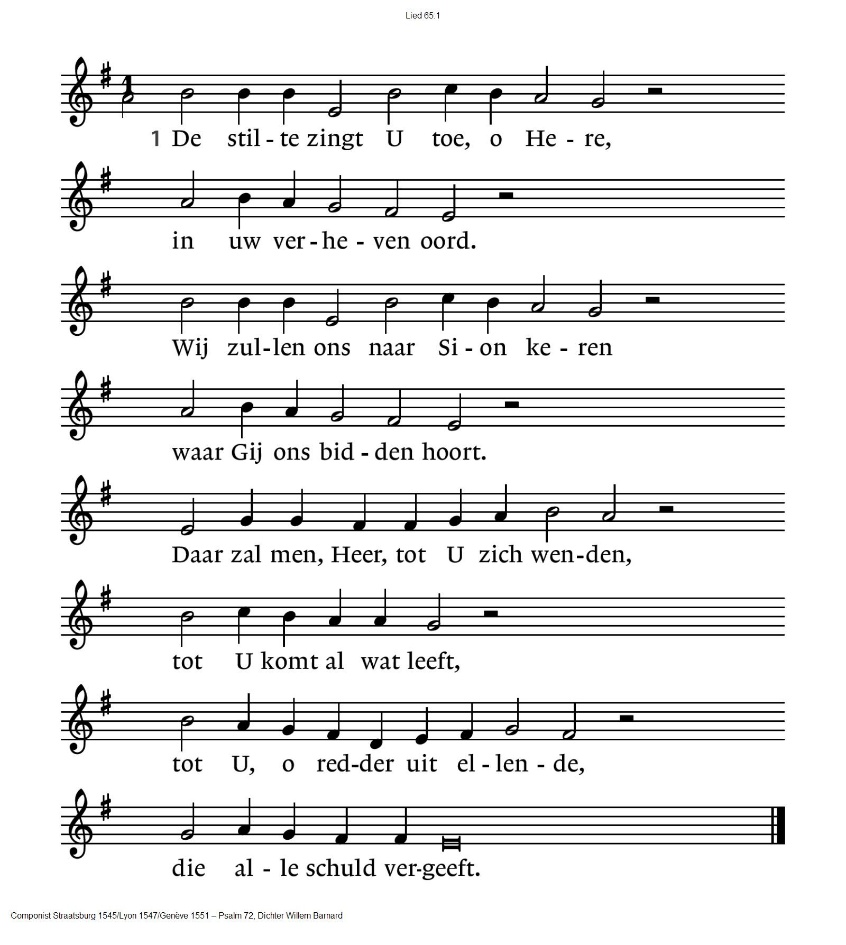 Lied 65:1
1 De stil - te zingt U toe, o He - re,
in uw ver - he - ven oord.
Wij zul - len ons naar Si - on ke - ren
waar Gij ons bid - den hoort.
Daar zal men, Heer, tot U zich wen - den,
tot U komt al wat leeft,
tot U, o red - der uit el - len - de,
die al - le schuld ver - geeft.
Componist Straatsburg 1545/Lyon 1547/Genève 1551 – Psalm 72, Dichter Willem Barnard